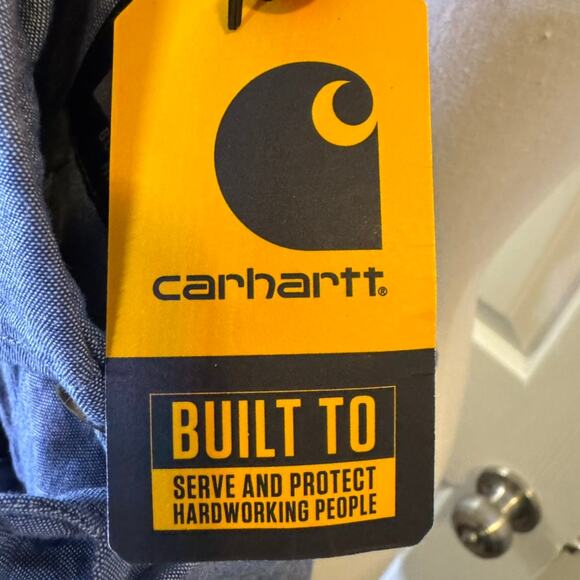 carhartt®
BUILT TO
SERVE AND PROTECT
HARDWORKING PEOPLE